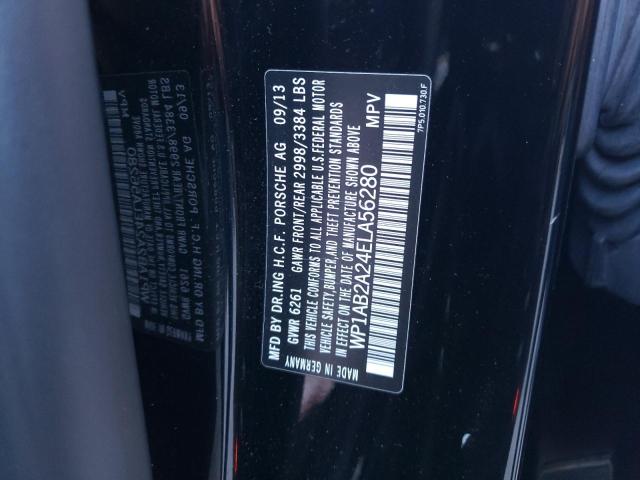 MFD BY DR.ING H.C.F. PORSCHE AG 09/13
GVWR 6261 GAWR FRONT/REAR 2998/3384 LBS
THIS VEHICLE CONFORMS TO ALL APPLICABLE U.S.FEDERAL MOTOR
VEHICLE SAFETY,BUMPER,AND THEFT PREVENTION STANDARDS
IN EFFECT ON THE DATE OF MANUFACTURE SHOWN ABOVE
WP1AB2A24ELA56280 MPV
MADE IN GERMANY
7P5.010.730.F